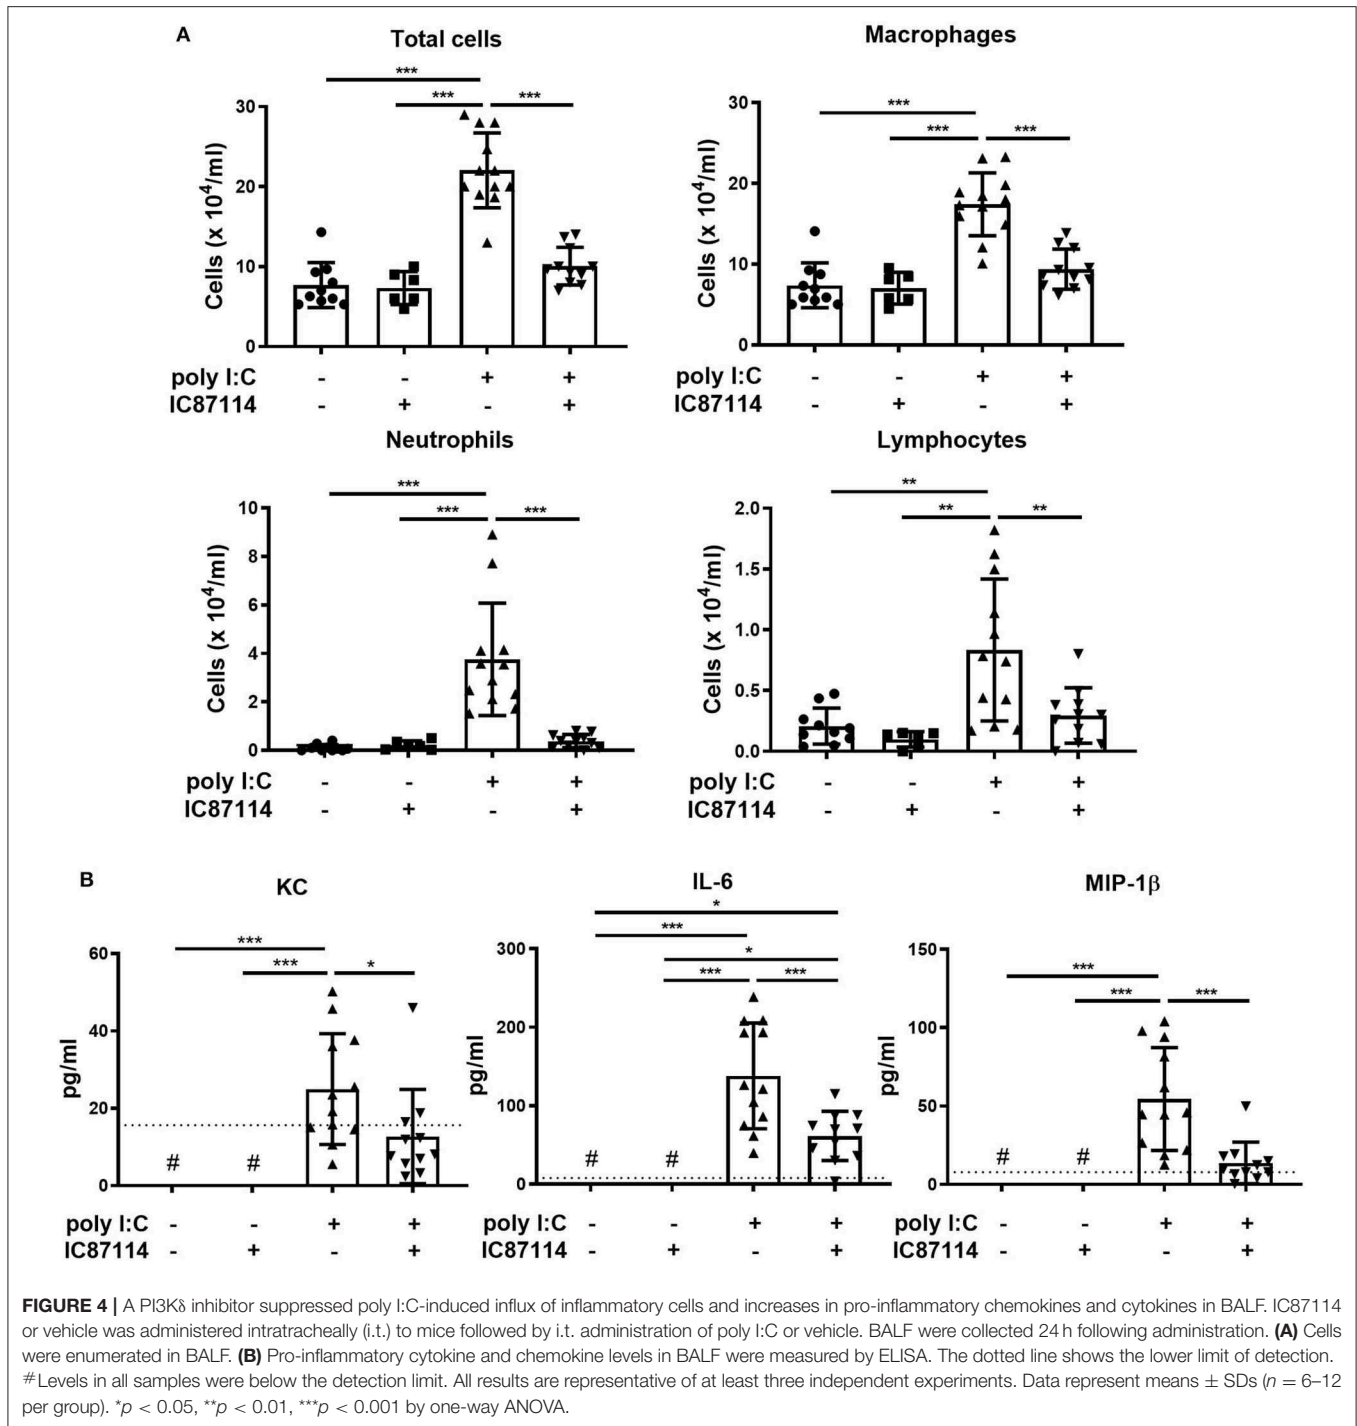 A
Total cells
***
***
***
Cells (x 10⁴/ml)
30
20
10
0
poly I:C - - + +
IC87114 - + - +
Macrophages
***
***
***
Cells (x 10⁴/ml)
30
20
10
0
poly I:C - - + +
IC87114 - + - +
Neutrophils
***
***
***
Cells (x 10⁴/ml)
10
8
6
4
2
0
poly I:C - - + +
IC87114 - + - +
Lymphocytes
**
**
**
Cells (x 10⁴/ml)
2.0
1.5
1.0
0.5
0.0
poly I:C - - + +
IC87114 - + - +
B
KC
***
***
*
pg/ml
60
40
20
0
# #
poly I:C - - + +
IC87114 - + - +
IL-6
*
***
*
***
***
pg/ml
300
200
100
0
# #
poly I:C - - + +
IC87114 - + - +
MIP-1β
***
***
***
pg/ml
150
100
50
0
# #
poly I:C - - + +
IC87114 - + - +
FIGURE 4 | A PI3Kδ inhibitor suppressed poly I:C-induced influx of inflammatory cells and increases in pro-inflammatory chemokines and cytokines in BALF. IC87114
or vehicle was administered intratracheally (i.t.) to mice followed by i.t. administration of poly I:C or vehicle. BALF were collected 24 h following administration. (A) Cells
were enumerated in BALF. (B) Pro-inflammatory cytokine and chemokine levels in BALF were measured by ELISA. The dotted line shows the lower limit of detection.
#Levels in all samples were below the detection limit. All results are representative of at least three independent experiments. Data represent means ± SDs (n = 6–12
per group). *p < 0.05, **p < 0.01, ***p < 0.001 by one-way ANOVA.